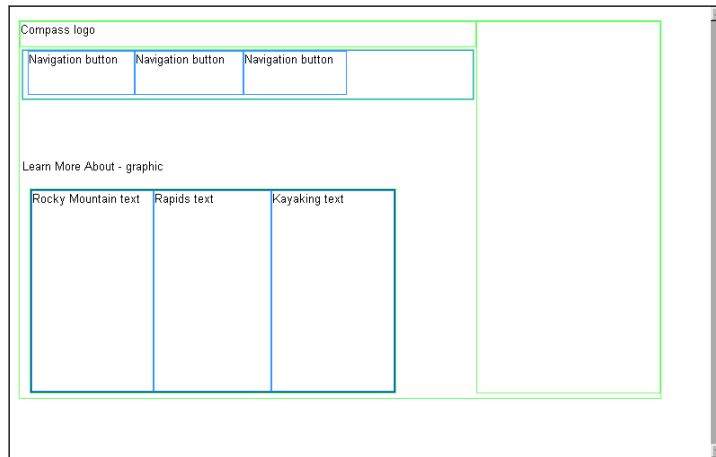 Compass logo
Navigation button Navigation button Navigation button
Learn More About - graphic
Rocky Mountain text Rapids text Kayaking text